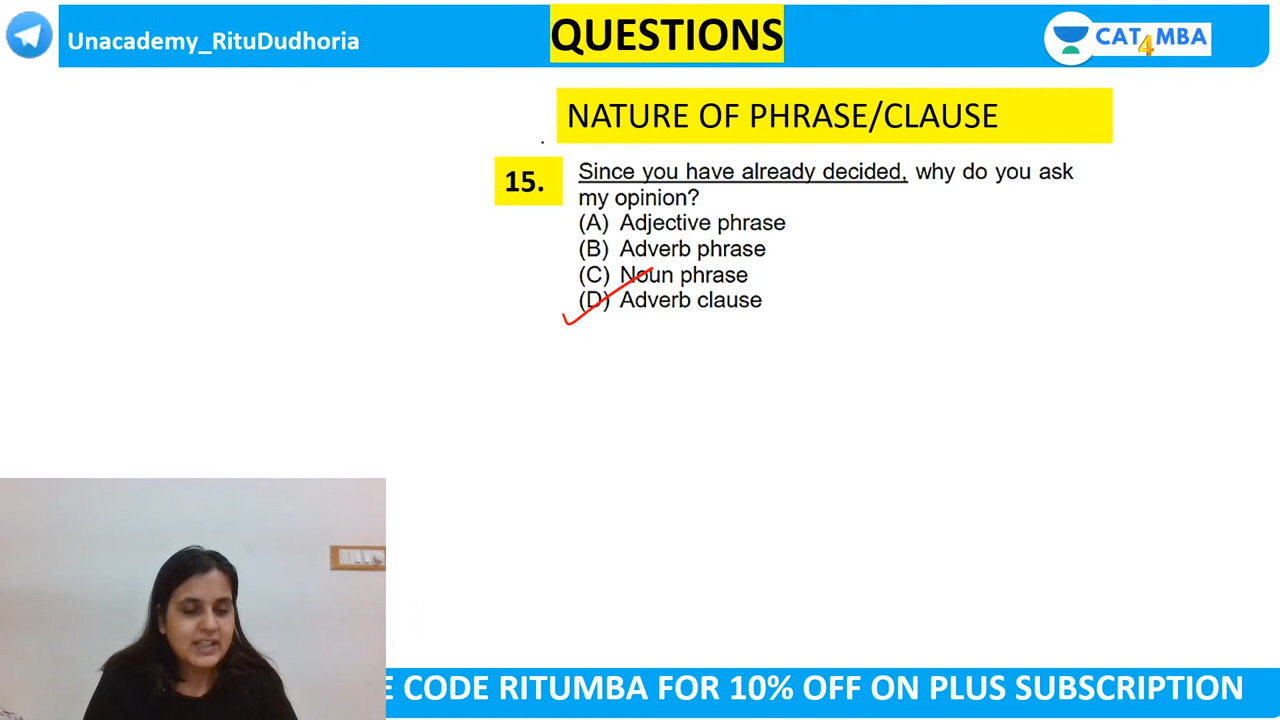 Unacademy_RituDudhoria
QUESTIONS
CAT4MBA
NATURE OF PHRASE/CLAUSE
15.
Since you have already decided, why do you ask
my opinion?
(A) Adjective phrase
(B) Adverb phrase
(C) Noun phrase
(D) Adverb clause
E CODE RITUMBA FOR 10% OFF ON PLUS SUBSCRIPTION